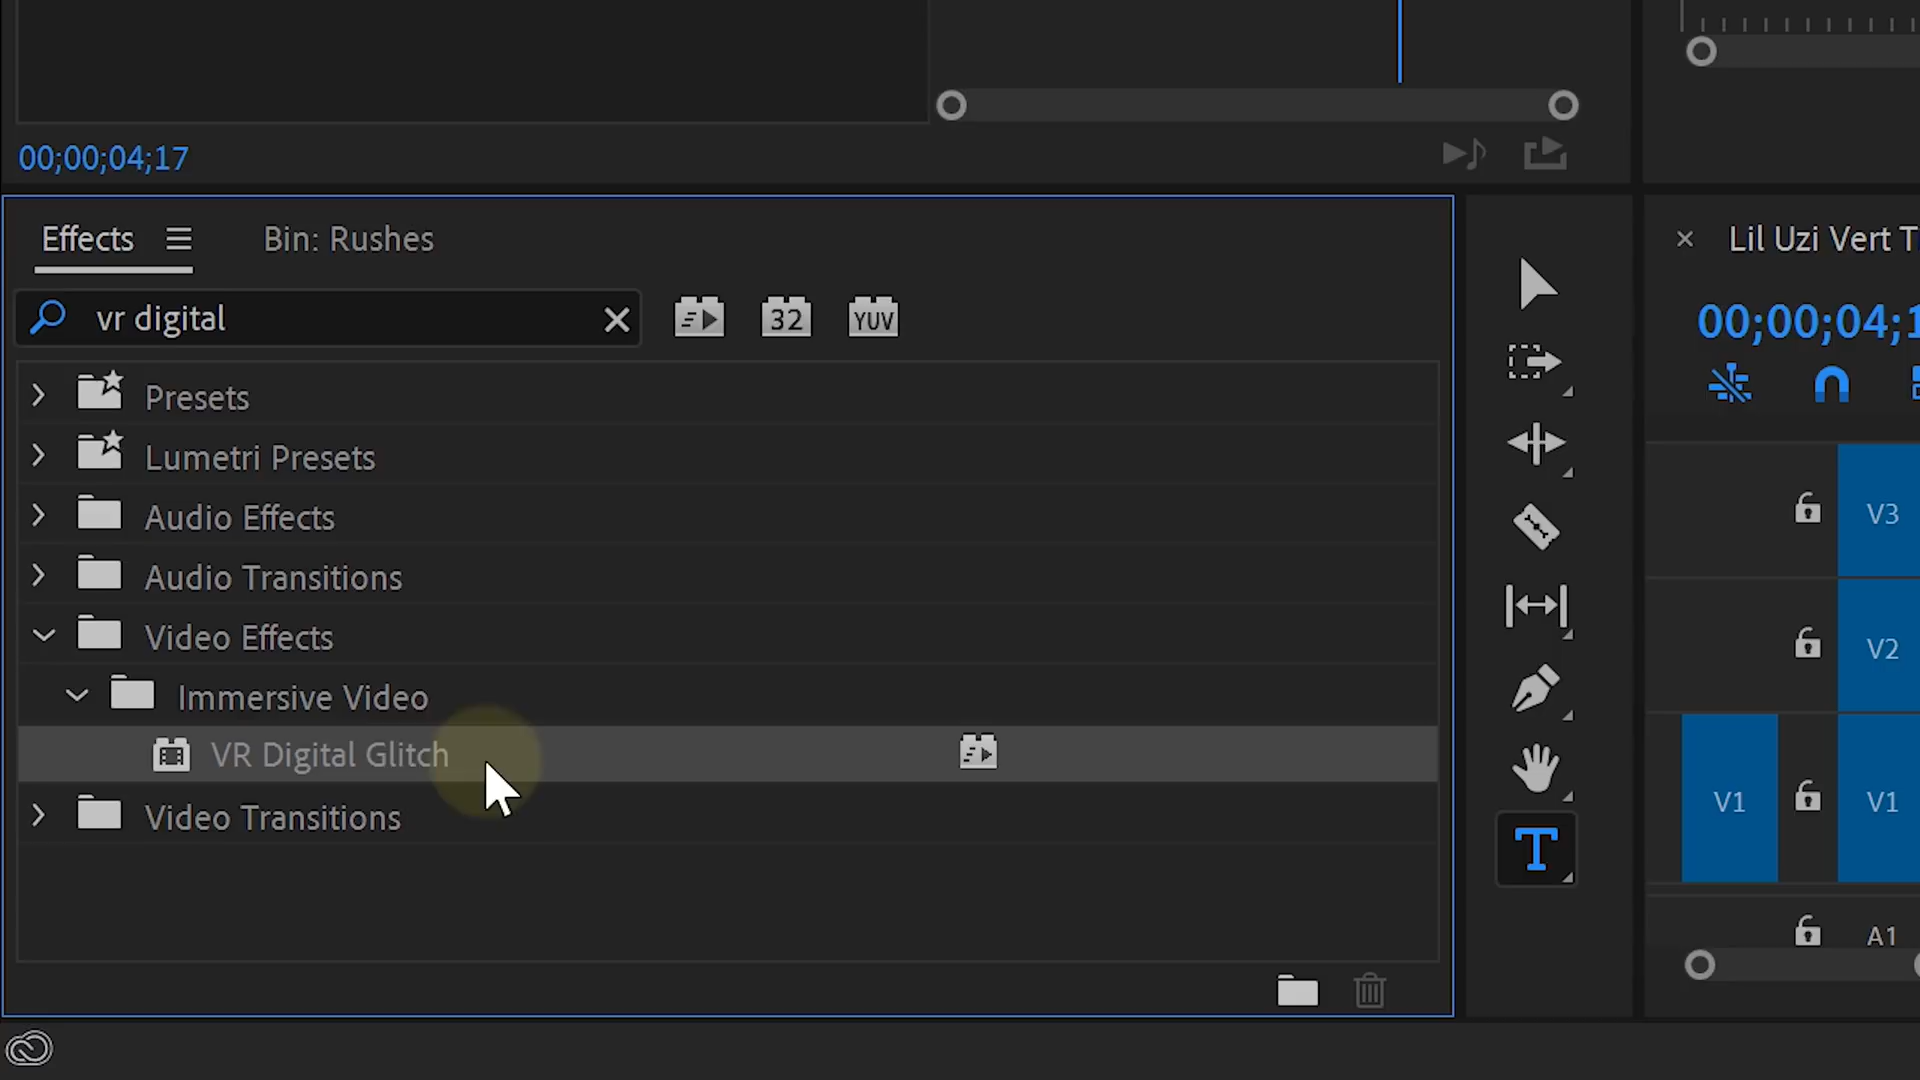 00;00;04;17
Effects
Bin: Rushes
vr digital
32
YUV
Presets
Lumetri Presets
Audio Effects
Audio Transitions
Video Effects
Immersive Video
VR Digital Glitch
Video Transitions
T
Lil Uzi Vert T
00;00;04;1
V3
V2
V1
V1
A1